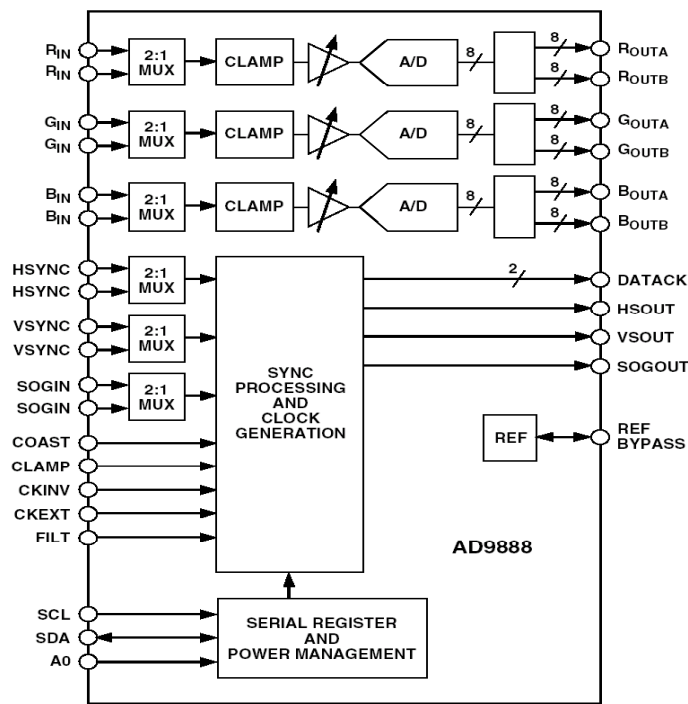 RIN
RIN
2:1
MUX
CLAMP
A/D
8
8
8
ROUTA
ROUTB
GIN
GIN
2:1
MUX
CLAMP
A/D
8
8
8
GOUTA
GOUTB
BIN
BIN
2:1
MUX
CLAMP
A/D
8
8
8
BOUTA
BOUTB
HSYNC
HSYNC
2:1
MUX
VSYNC
VSYNC
2:1
MUX
SOGIN
SOGIN
2:1
MUX
COAST
CLAMP
CKINV
CKEXT
FILT
SYNC
PROCESSING
AND
CLOCK
GENERATION
2
DATACK
HSOUT
VSOUT
SOGOUT
REF
REF
BYPASS
AD9888
SCL
SDA
A0
SERIAL REGISTER
AND
POWER MANAGEMENT